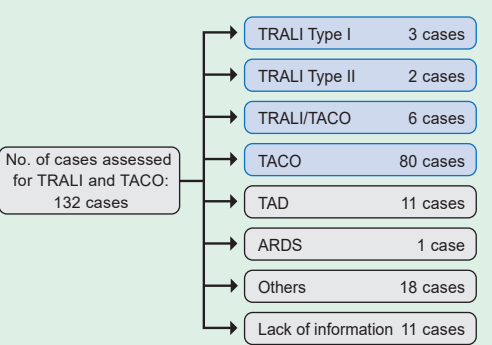 TRALI Type I 3 cases
TRALI Type II 2 cases
TRALI/TACO 6 cases
No. of cases assessed
for TRALI and TACO:
132 cases
TACO 80 cases
TAD 11 cases
ARDS 1 case
Others 18 cases
Lack of information 11 cases